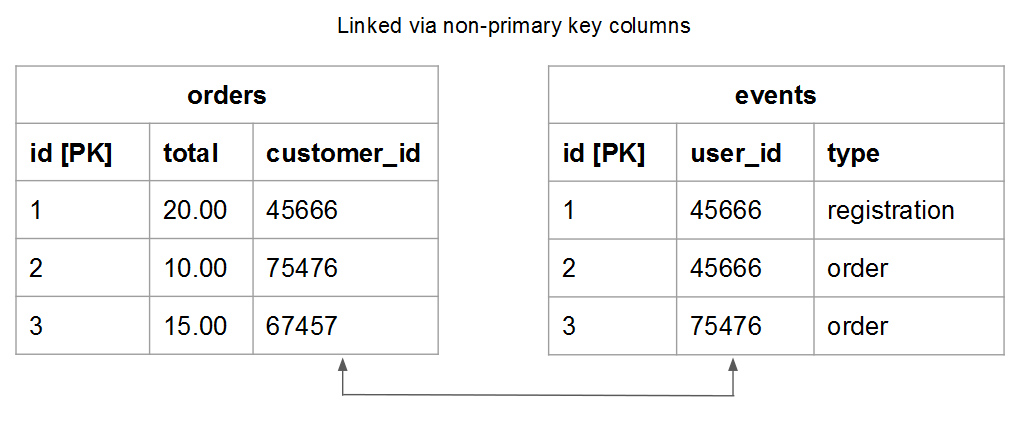 Linked via non-primary key columns
orders
id [PK] total customer_id
1 20.00 45666
2 10.00 75476
3 15.00 67457
events
id [PK] user_id type
1 45666 registration
2 45666 order
3 75476 order